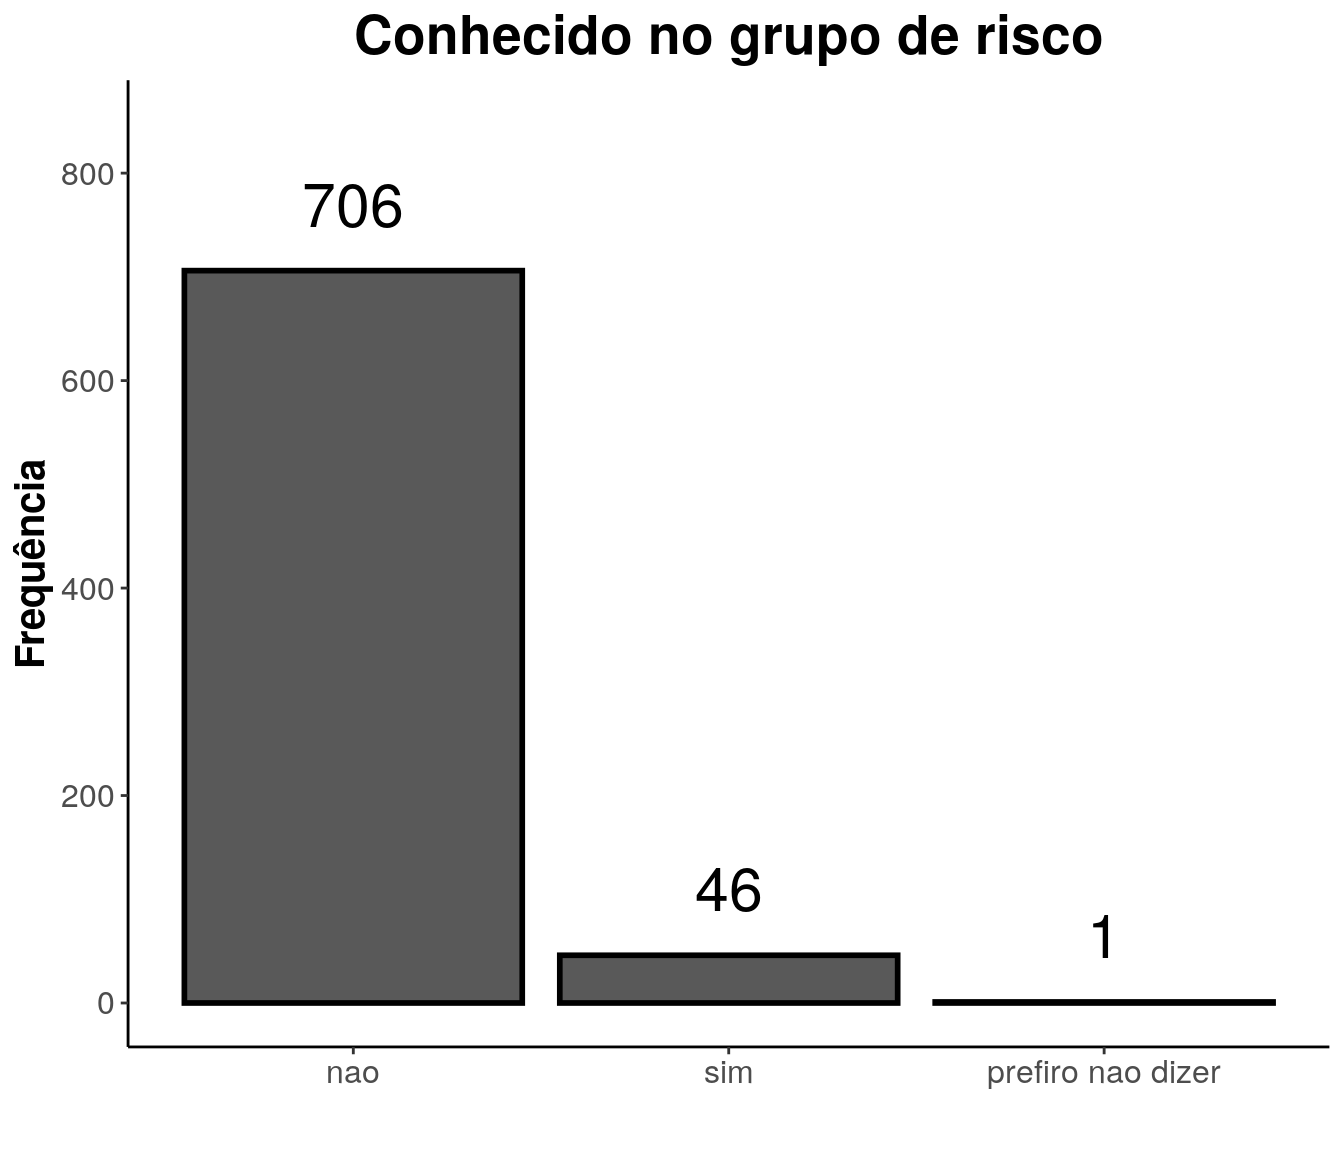 Conhecido no grupo de risco
Frequência
800
600
400
200
0
706
46
1
nao
sim
prefiro nao dizer